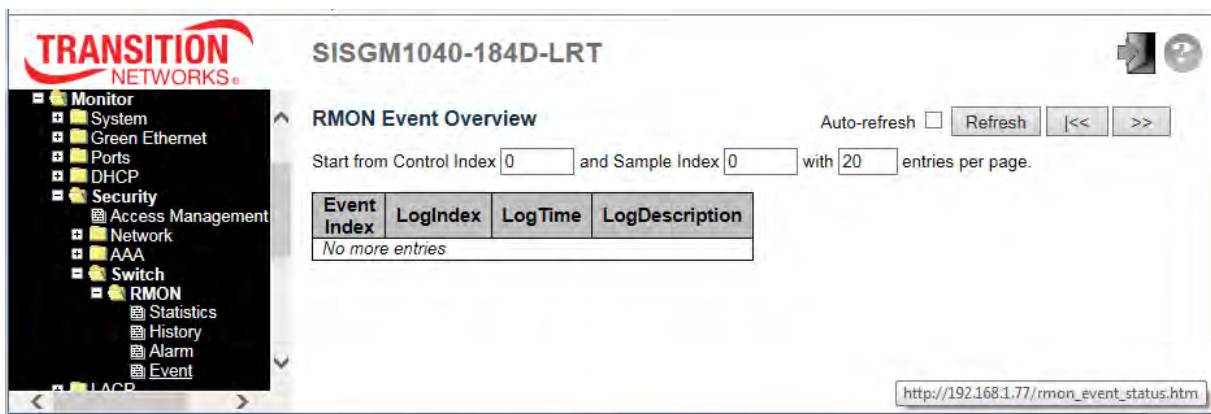 TRANSITION
NETWORKS®
SISGM1040-184D-LRT
Monitor
System
Green Ethernet
Ports
DHCP
Security
Access Management
Network
AAA
Switch
RMON
Statistics
History
Alarm
Event
LACP
RMON Event Overview
Auto-refresh Refresh |<< >>
Start from Control Index 0 and Sample Index 0 with 20 entries per page.
Event Index LogIndex LogTime LogDescription
No more entries
http://192.168.1.77/rmon_event_status.htm